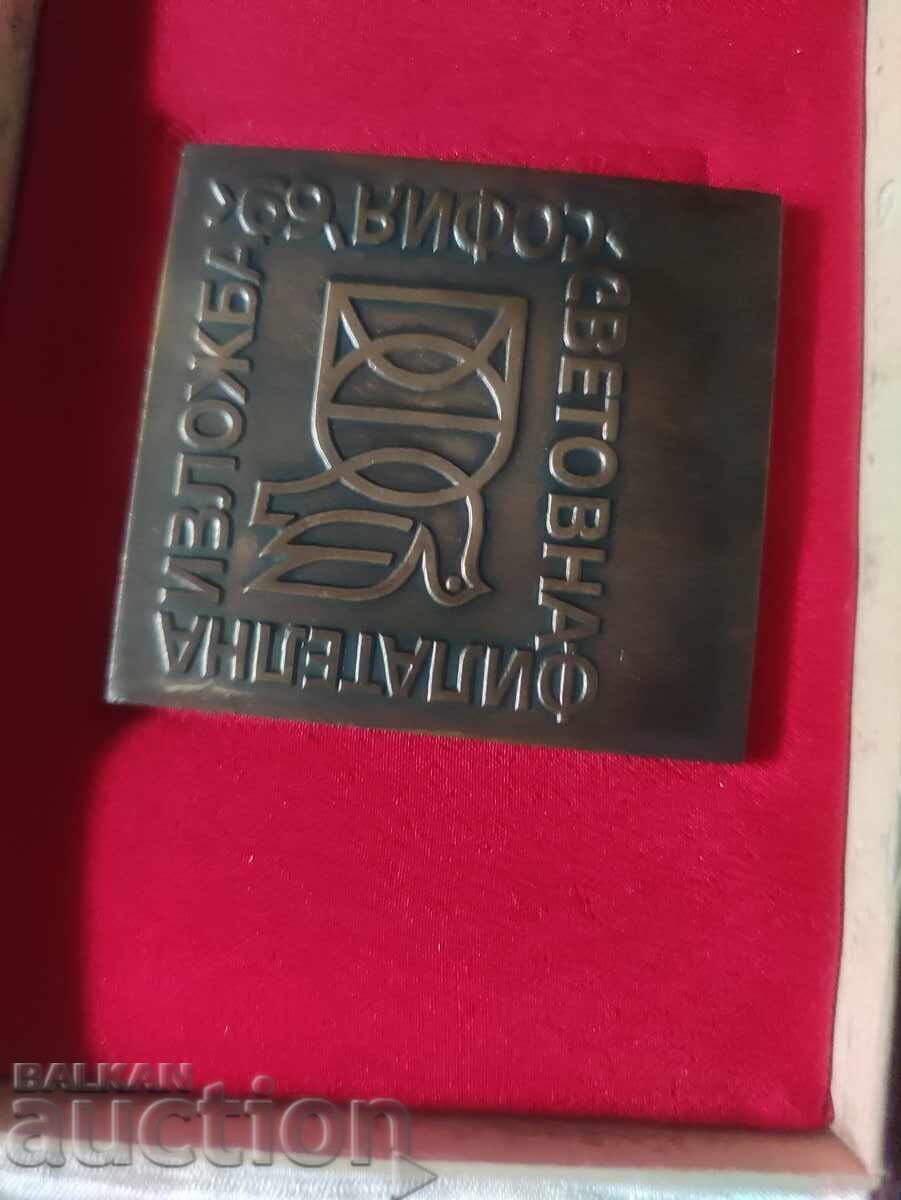 СВЕТОВНА
ФИЛАТЕЛНА
ИЗЛОЖБА
СОФИЯ '69
BALKAN
auction